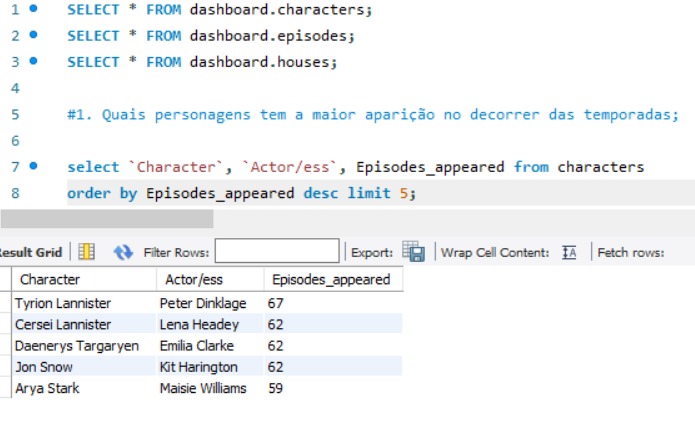 1 SELECT * FROM dashboard.characters;
2 SELECT * FROM dashboard.episodes;
3 SELECT * FROM dashboard.houses;
4
5 #1. Quais personagens tem a maior aparição no decorrer das temporadas;
6
7 select `Character`, `Actor/ess`, Episodes_appeared from characters
8 order by Episodes_appeared desc limit 5;
esult Grid Filter Rows: Export: Wrap Cell Content: IA Fetch rows:
Character Actor/ess Episodes_appeared
Tyrion Lannister Peter Dinklage 67
Cersei Lannister Lena Headey 62
Daenerys Targaryen Emilia Clarke 62
Jon Snow Kit Harington 62
Arya Stark Maisie Williams 59